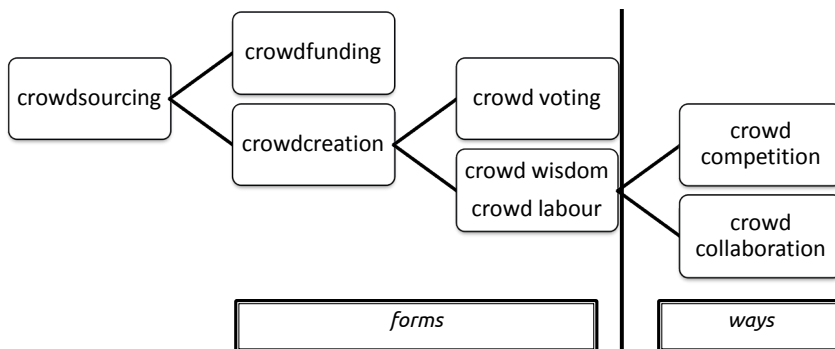 crowdsourcing
crowdfunding
crowdcreation
crowd voting
crowd wisdom
crowd labour
crowd
competition
crowd
collaboration
forms
ways